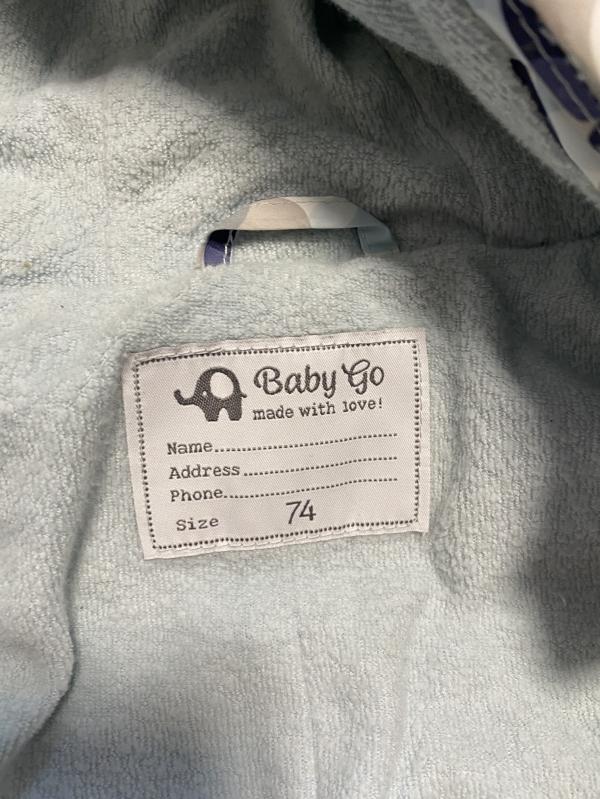 Baby Go
made with love!
Name
Address
Phone
Size 74